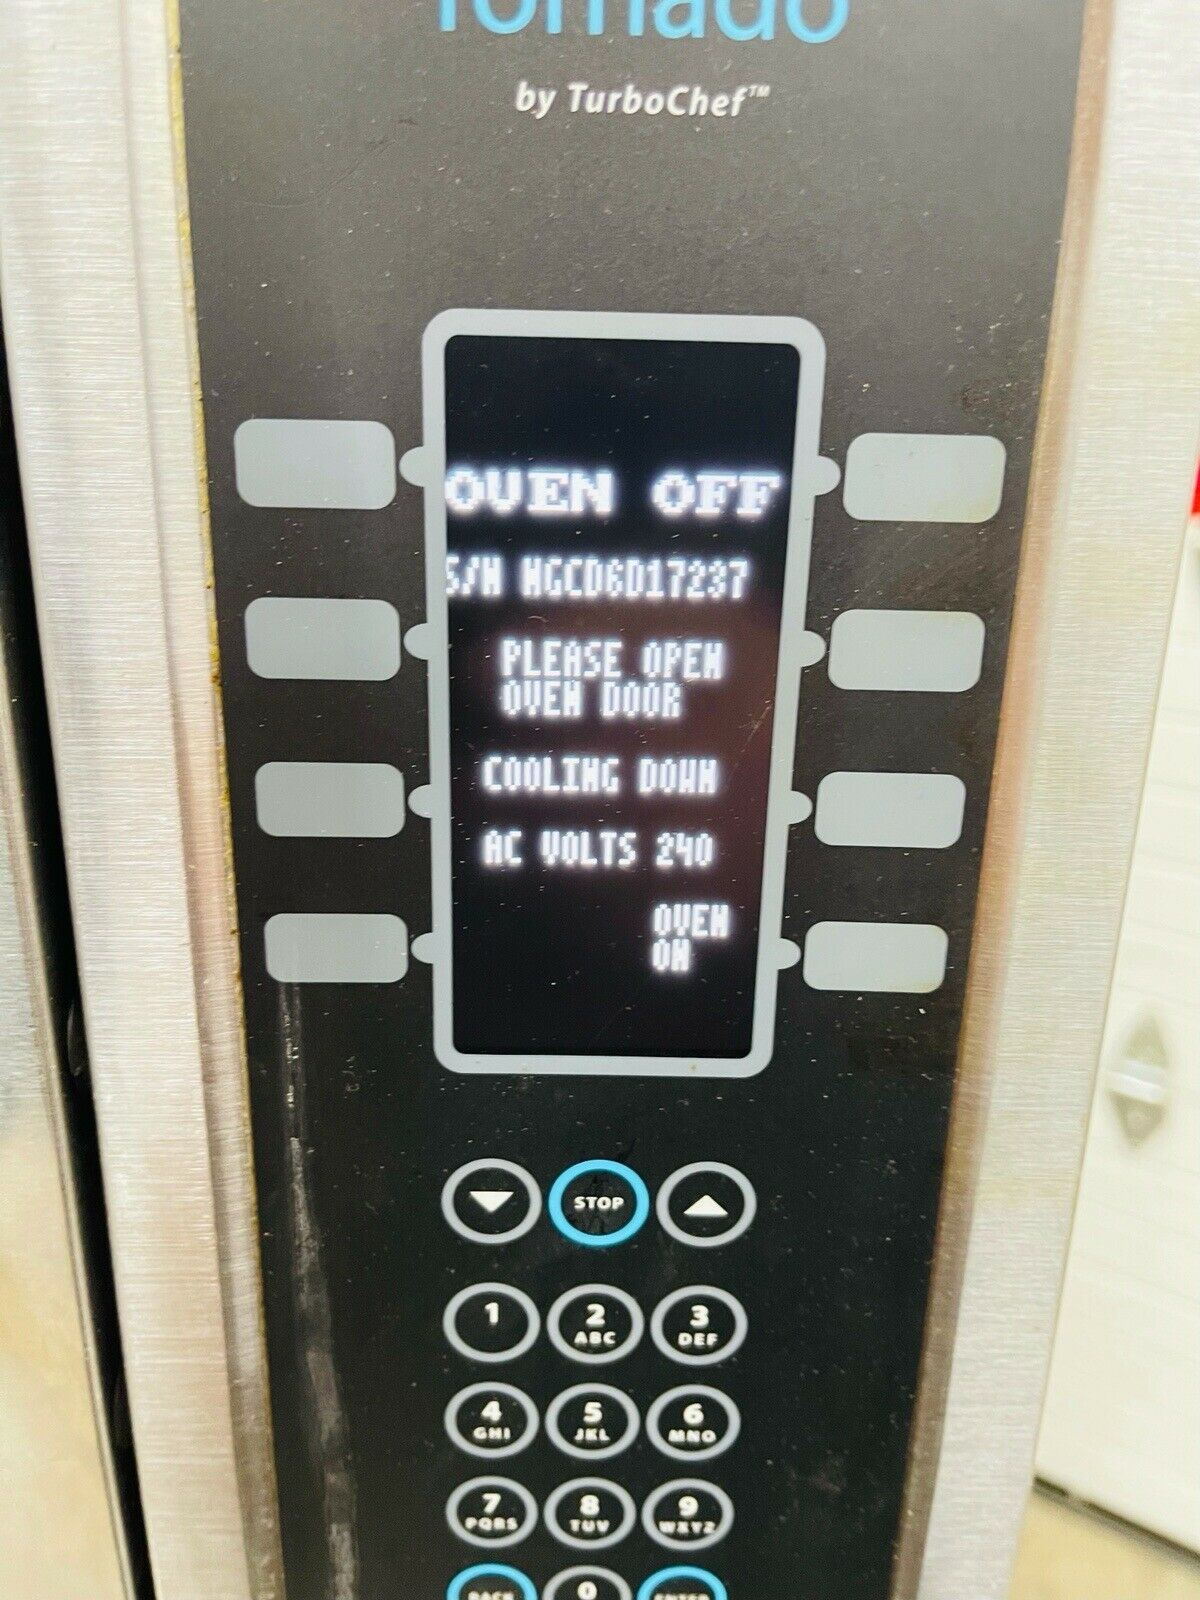 Tornado
by TurboChef™
OVEN OFF
S/N NGCD6D17237
PLEASE OPEN
OVEN DOOR
COOLING DOWN
AC VOLTS 240
OVEN
ON
STOP
1
2
ABC
3
DEF
4
GHI
5
JKL
6
MNO
7
PQRS
8
TUV
9
WXYZ
BACK
0
ENTER